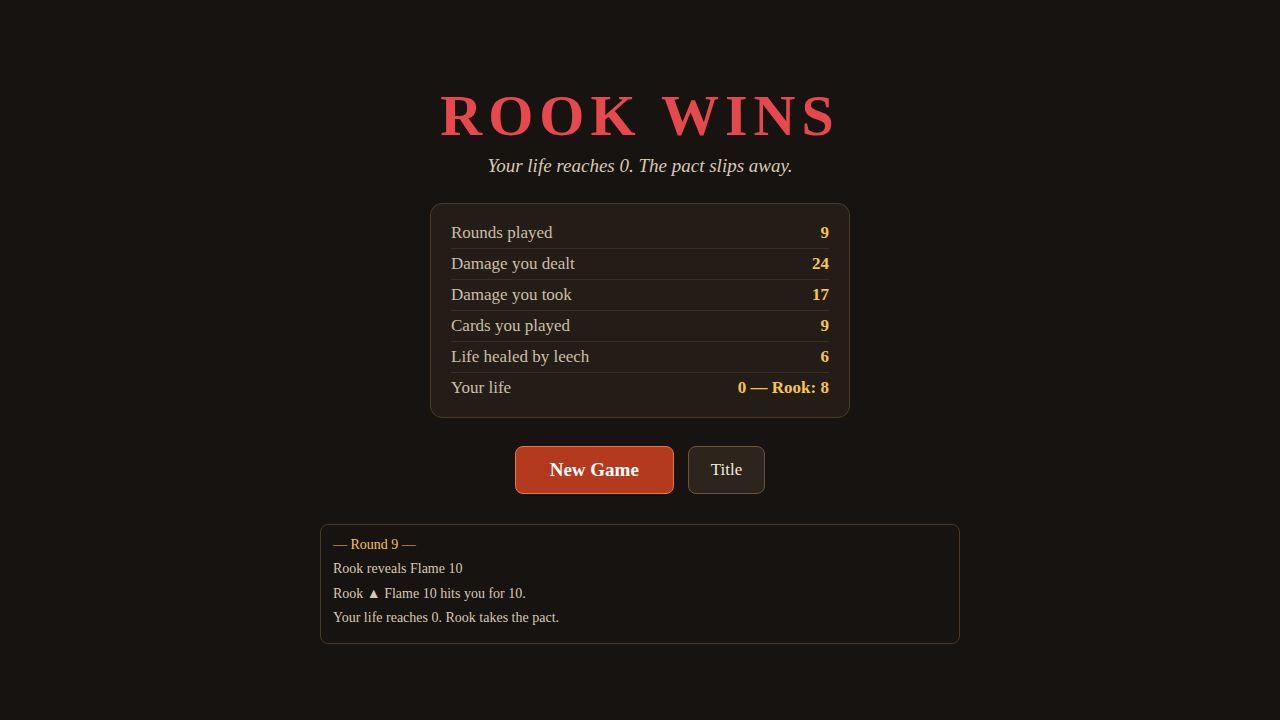 ROOK WINS
Your life reaches 0. The pact slips away.
Rounds played 9
Damage you dealt 24
Damage you took 17
Cards you played 9
Life healed by leech 6
Your life 0 — Rook: 8
New Game Title
— Round 9 —
Rook reveals Flame 10
Rook ▲ Flame 10 hits you for 10.
Your life reaches 0. Rook takes the pact.